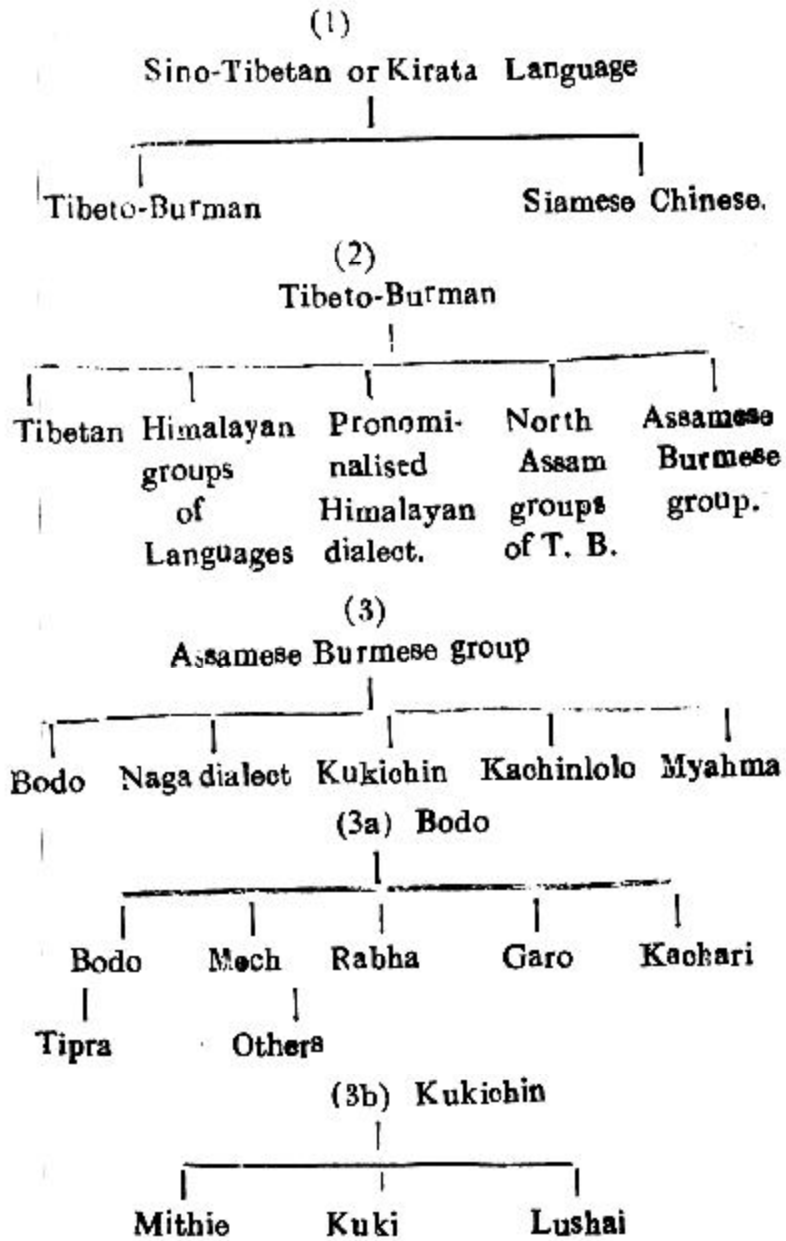 (1)
Sino-Tibetan or Kirata Language
Tibeto-Burman Siamese Chinese.
(2)
Tibeto-Burman
Tibetan Himalayan Pronomi- North Assamese
groups nalised Assam Burmese
of Himalayan groups group.
Languages dialect. of T. B.
(3)
Assamese Burmese group
Bodo Naga dialect Kukichin Kachinlolo Myahma
(3a) Bodo
Bodo Mech Rabha Garo Kachari
Tipra Others
(3b) Kukichin
Mithie Kuki Lushai